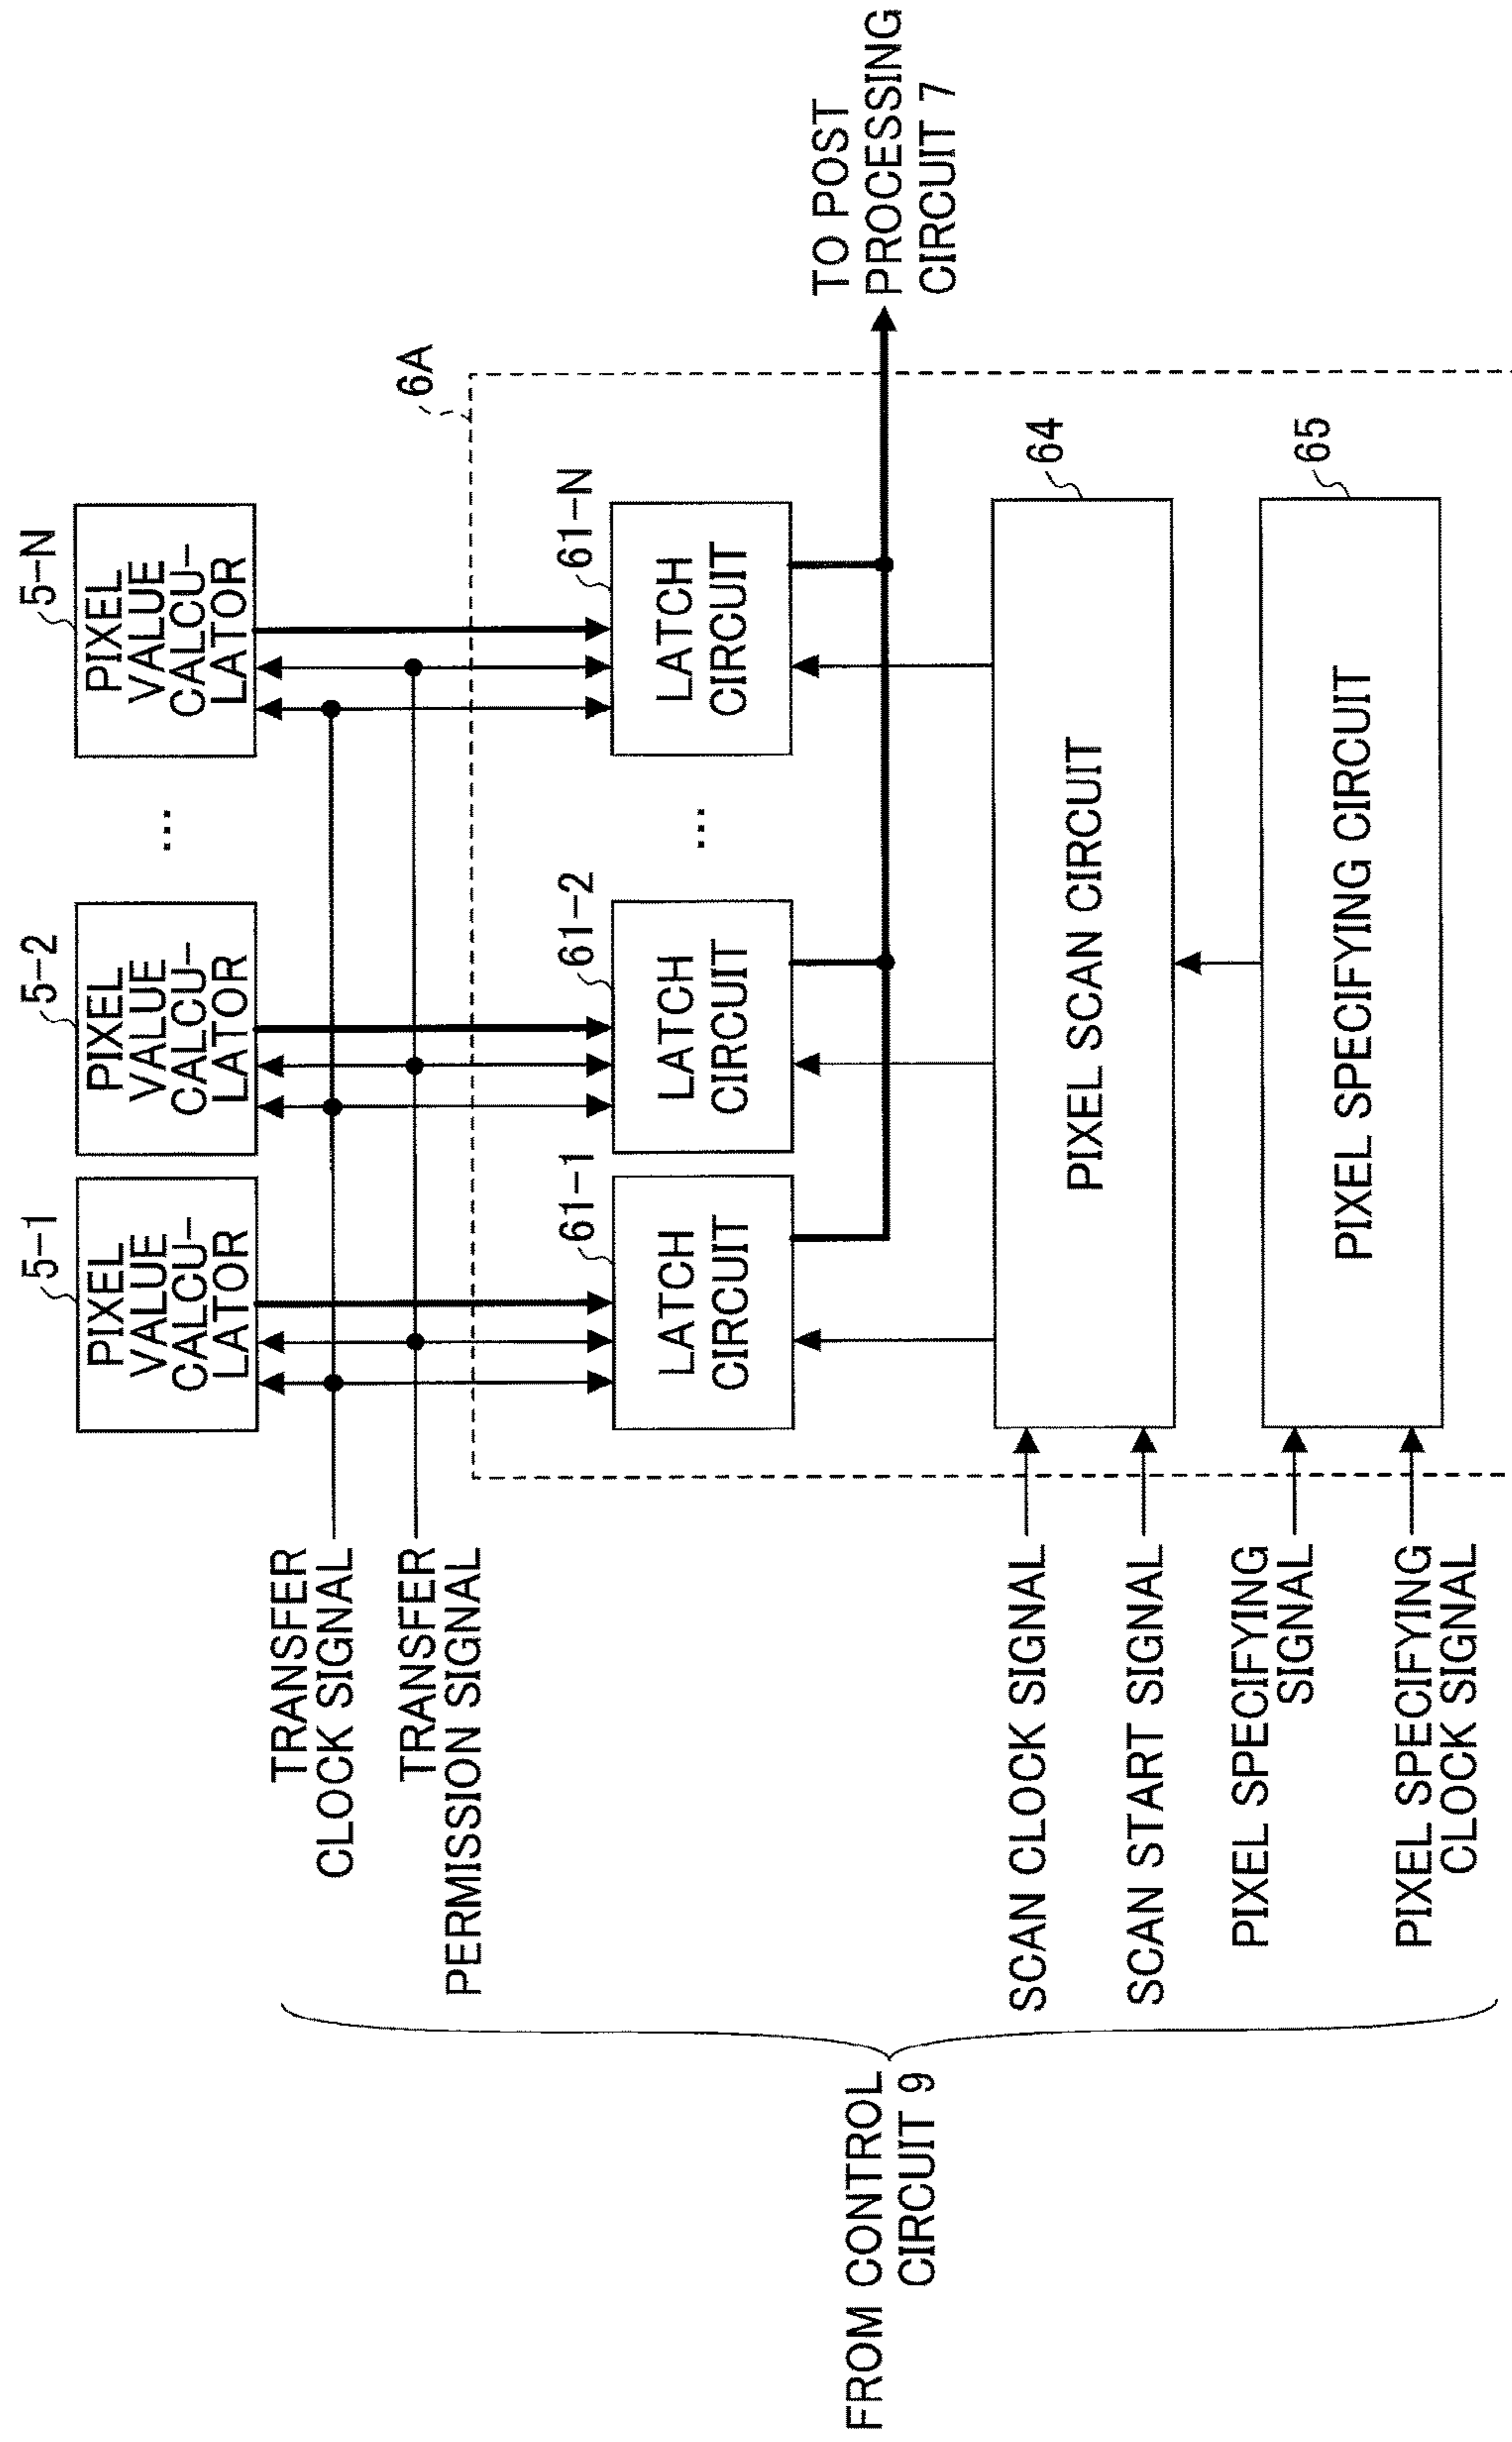 5-1
5-2
5-N
PIXEL
VALUE
CALCU-
LATOR
PIXEL
VALUE
CALCU-
LATOR
...
PIXEL
VALUE
CALCU-
LATOR
TRANSFER
CLOCK SIGNAL
TRANSFER
PERMISSION SIGNAL
6A
61-1
61-2
61-N
LATCH
CIRCUIT
LATCH
CIRCUIT
...
LATCH
CIRCUIT
TO POST
PROCESSING
CIRCUIT 7
FROM CONTROL
CIRCUIT 9
64
SCAN CLOCK SIGNAL
SCAN START SIGNAL
PIXEL SCAN CIRCUIT
65
PIXEL SPECIFYING
SIGNAL
PIXEL SPECIFYING
CLOCK SIGNAL
PIXEL SPECIFYING CIRCUIT